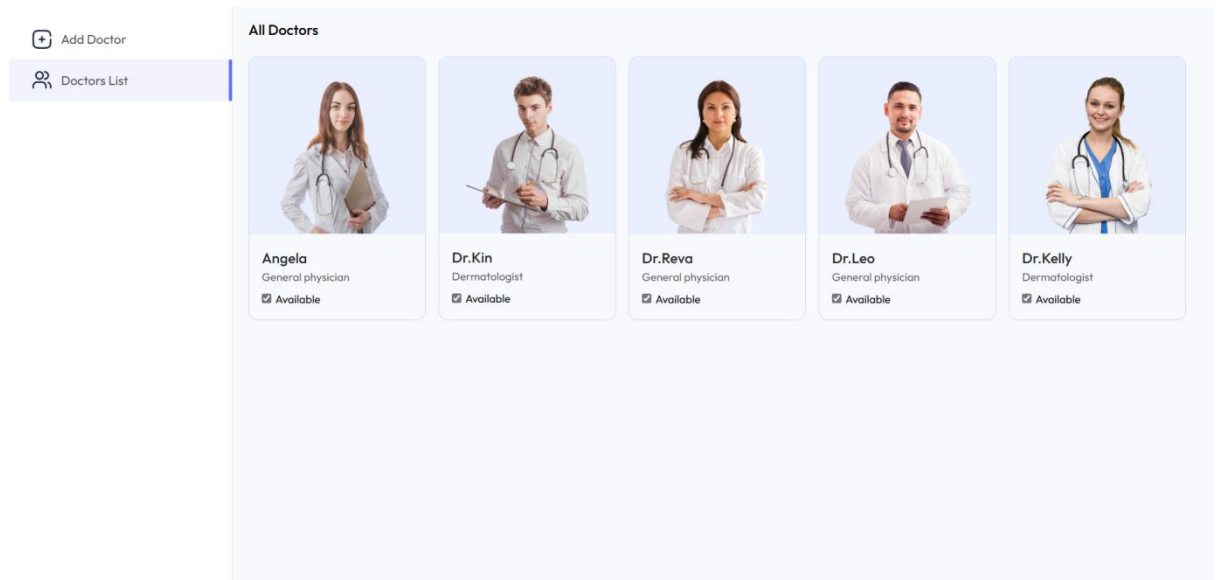 Add Doctor
Doctors List
All Doctors
Angela
General physician
Available
Dr.Kin
Dermatologist
Available
Dr.Reva
General physician
Available
Dr.Leo
General physician
Available
Dr.Kelly
Dermatologist
Available